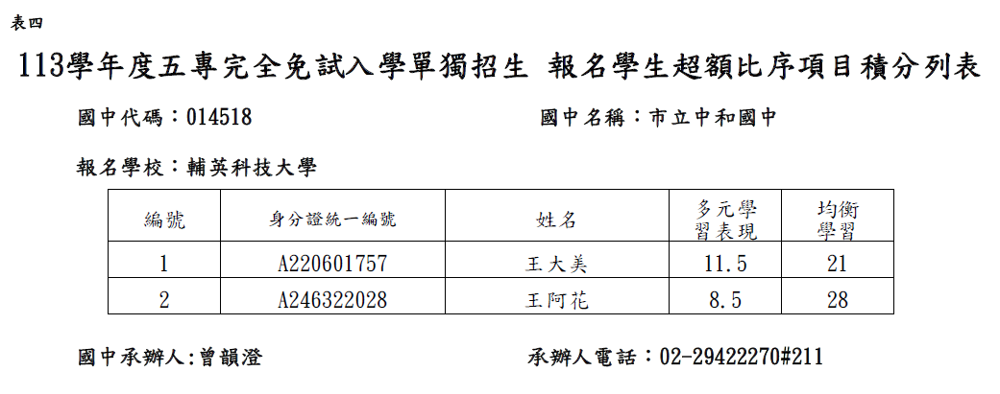 表四
113學年度五專完全免試入學單獨招生 報名學生超額比序項目積分列表
國中代碼：014518 國中名稱：市立中和國中
報名學校：輔英科技大學
編號 身分證統一編號 姓名 多元學習表現 均衡學習
1 A220601757 王大美 11.5 21
2 A246322028 王阿花 8.5 28
國中承辦人:曾韻澄 承辦人電話：02-29422270#211